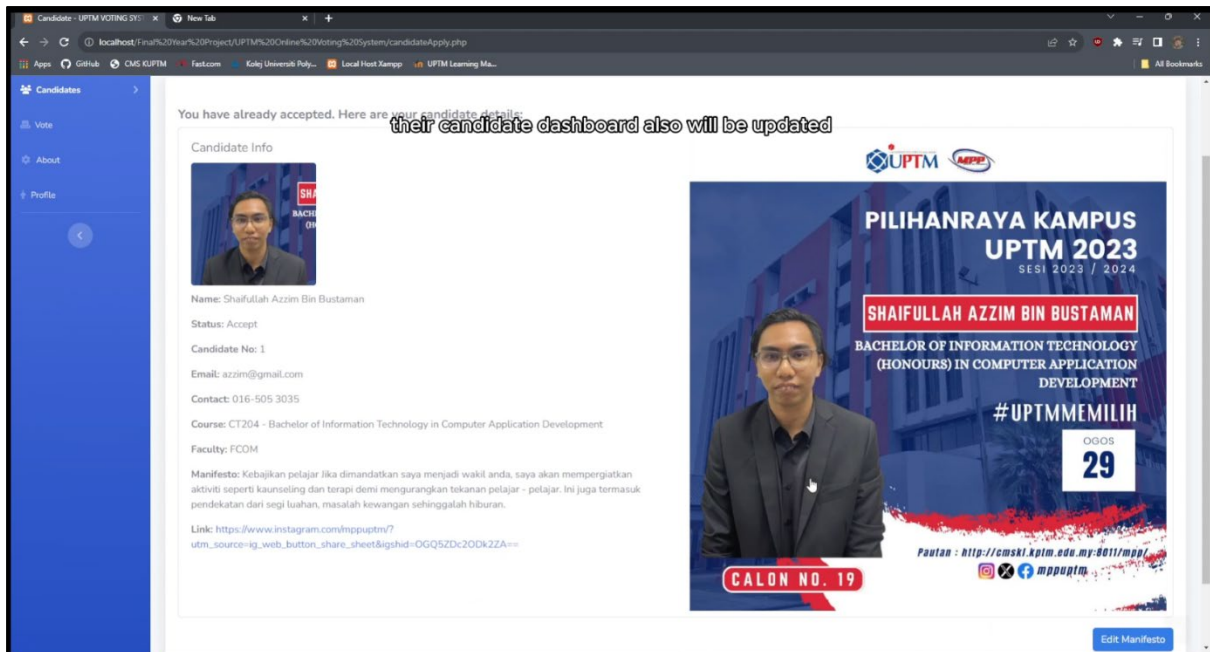 Candidate - UPTM VOTING SYS
New Tab
localhost/Final%20Year%20Project/UPTM%20Online%20Voting%20System/candidateApply.php
Apps
GitHub
CMS KUPTM
Fast.com
Kolej Universiti Poly...
Local Host Xampp
UPTM Learning Ma...
All Bookmarks
Candidates
Vote
About
Profile
You have already accepted. Here are your candidate details:
their candidate dashboard also will be updated
Candidate Info
SHA
BACH
(H
Name: Shaifullah Azzim Bin Bustaman
Status: Accept
Candidate No: 1
Email: azzim@gmail.com
Contact: 016-505 3035
Course: CT204 - Bachelor of Information Technology in Computer Application Development
Faculty: FCOM
Manifesto: Kebajikan pelajar Jika dimandatkan saya menjadi wakil anda, saya akan mempergiatkan
aktiviti seperti kaunseling dan terapi demi mengurangkan tekanan pelajar - pelajar. Ini juga termasuk
pendekatan dari segi luahan, masalah kewangan sehinggalah hiburan.
Link: https://www.instagram.com/mppuptm/?
utm_source=ig_web_button_share_sheet&igshid=OGQ5ZDc2ODk2ZA==
UPTM MPP
PILIHANRAYA KAMPUS
UPTM 2023
SESI 2023 / 2024
SHAIFULLAH AZZIM BIN BUSTAMAN
BACHELOR OF INFORMATION TECHNOLOGY
(HONOURS) IN COMPUTER APPLICATION
DEVELOPMENT
#UPTMMEMILIH
OGOS
29
Pautan : http://cmskl.kptm.edu.my:8011/mpp/
mppuptm
CALON NO. 19
Edit Manifesto